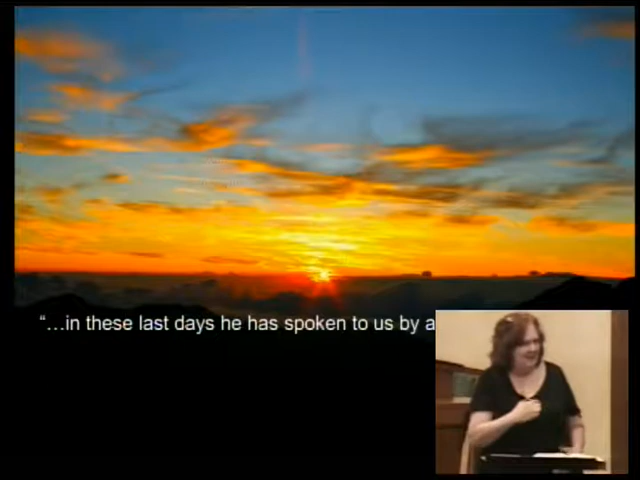 “…in these last days he has spoken to us by a